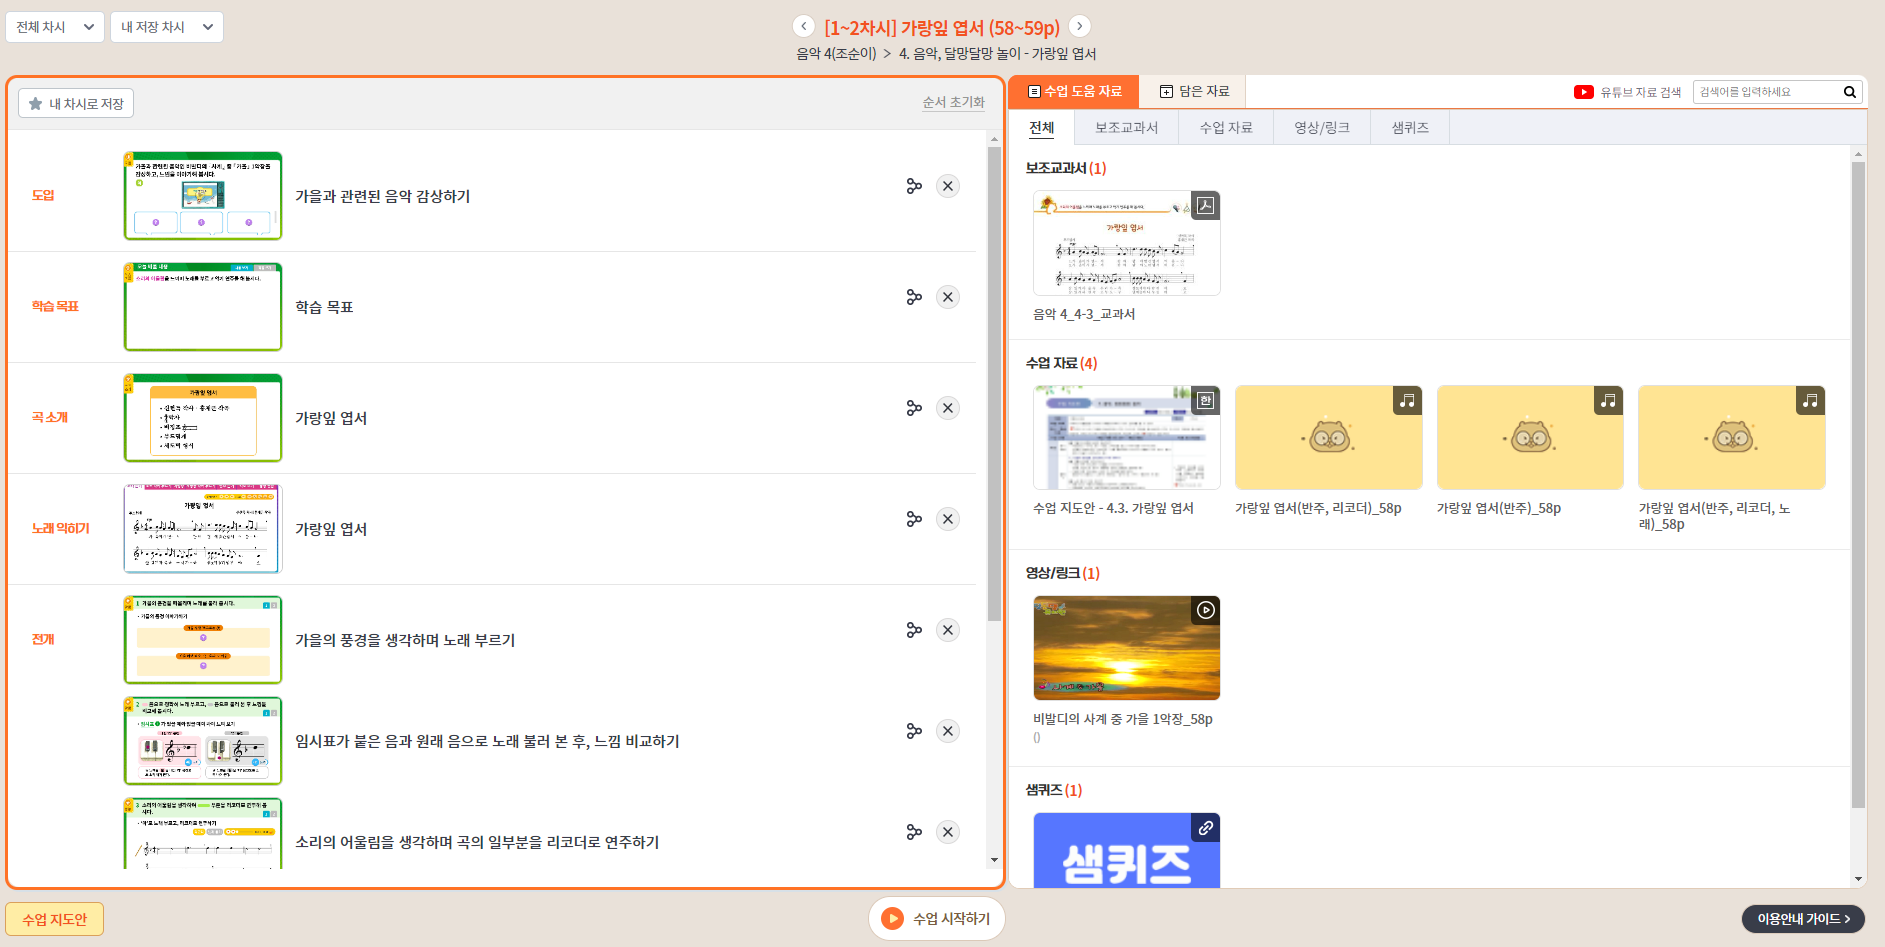 전체 차시
내 저장 차시
[1~2차시] 가랑잎 엽서 (58~59p)
음악 4(조순이) > 4. 음악, 달망달망 놀이 - 가랑잎 엽서
내 차시로 저장
순서 초기화
도입
가을과 관련된 음악 감상하기
학습 목표
학습 목표
곡 소개
가랑잎 엽서
가랑잎 엽서
노래 익히기
가랑잎 엽서
가랑잎 엽서
전개
가을의 풍경을 생각하며 노래 부르기
임시표가 붙은 음과 원래 음으로 노래 불러 본 후, 느낌 비교하기
소리의 어울림을 생각하며 곡의 일부분을 리코더로 연주하기
수업 도움 자료
담은 자료
유튜브 자료 검색
검색어를 입력하세요
전체
보조교과서
수업 자료
영상/링크
샘퀴즈
보조교과서 (1)
가랑잎 엽서
음악 4_4-3_교과서
수업 자료 (4)
한
수업 지도안 - 4.3. 가랑잎 엽서
가랑잎 엽서(반주, 리코더)_58p
가랑잎 엽서(반주)_58p
가랑잎 엽서(반주, 리코더, 노
래)_58p
영상/링크 (1)
비발디의 사계 중 가을 1악장_58p
()
샘퀴즈 (1)
샘퀴즈
수업 지도안
수업 시작하기
이용안내 가이드 >